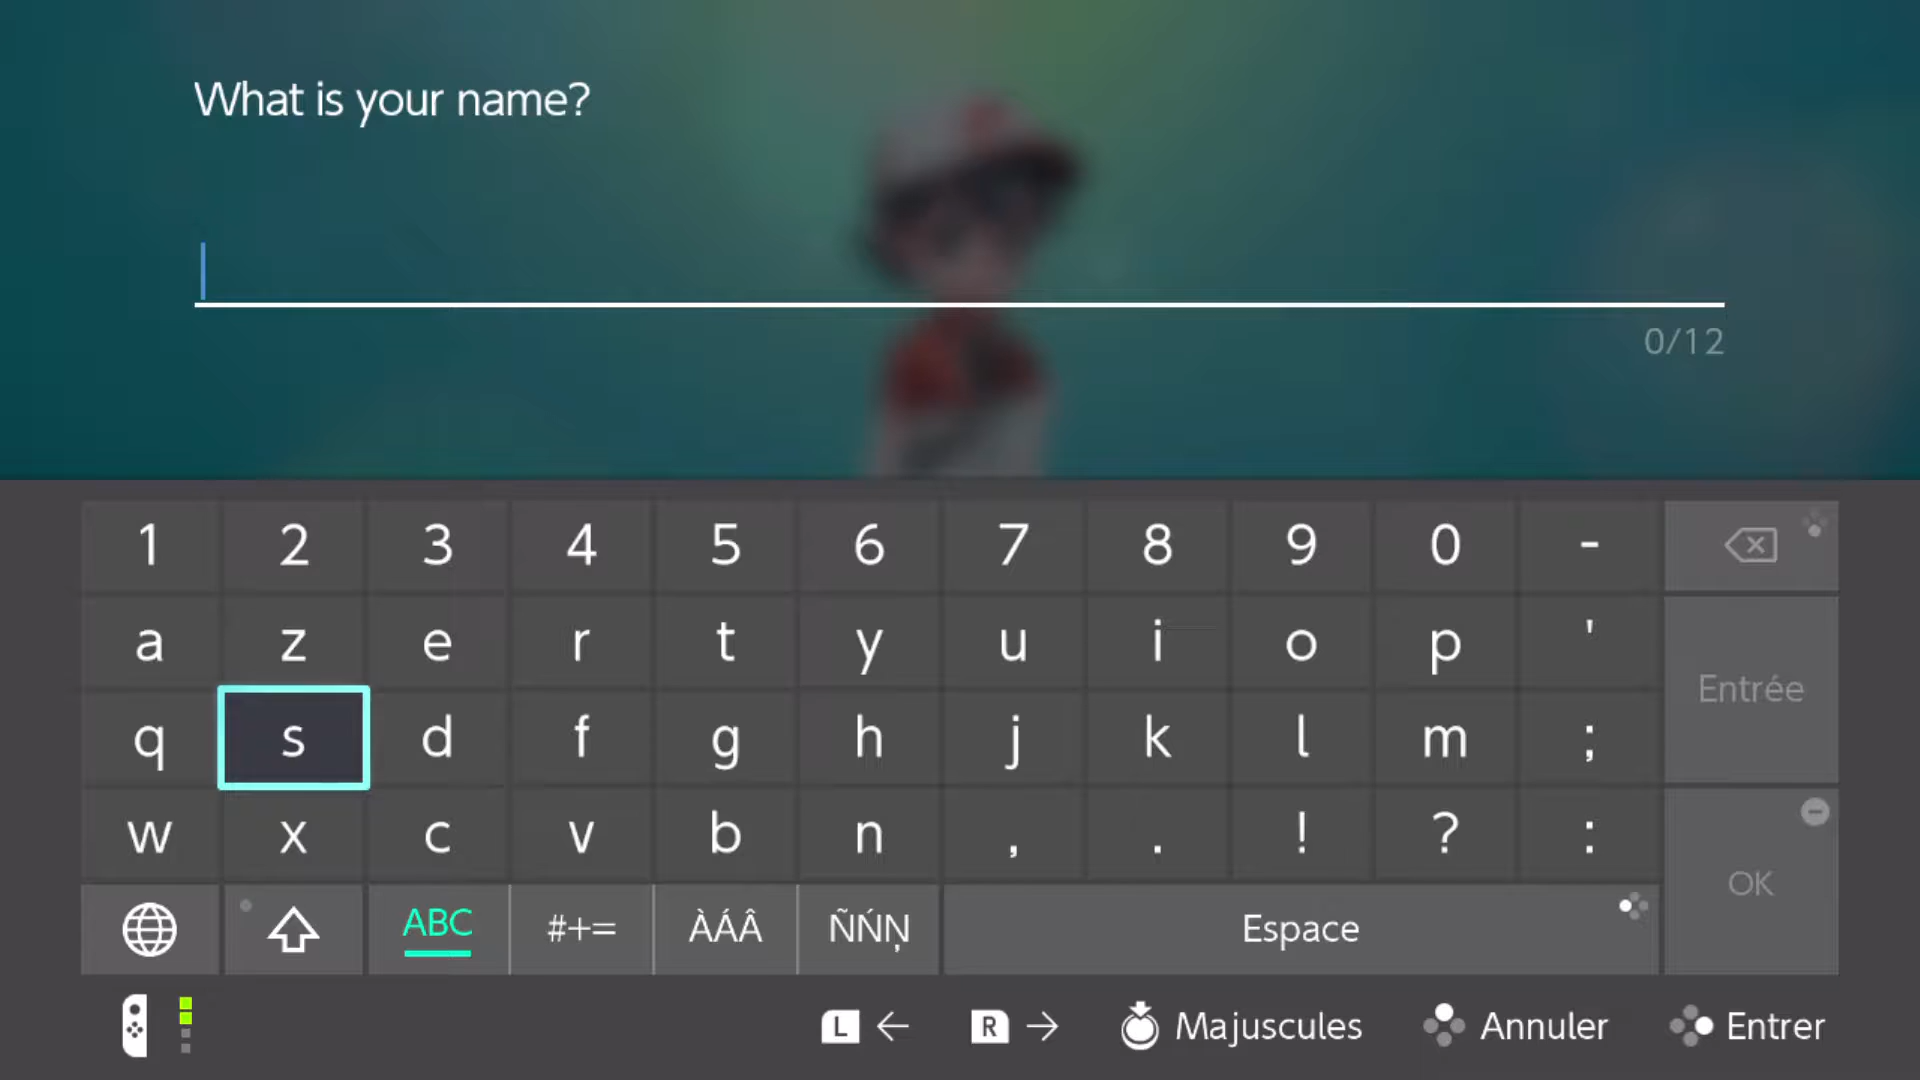 What is your name?
0/12
1 2 3 4 5 6 7 8 9 0 -
a z e r t y u i o p '
Entrée
q s d f g h j k l m ;
w x c v b n , . ! ? :
OK
ABC #+= ÀÁÂ ÑŃŅ Espace
L ← R → Majuscules Annuler Entrer